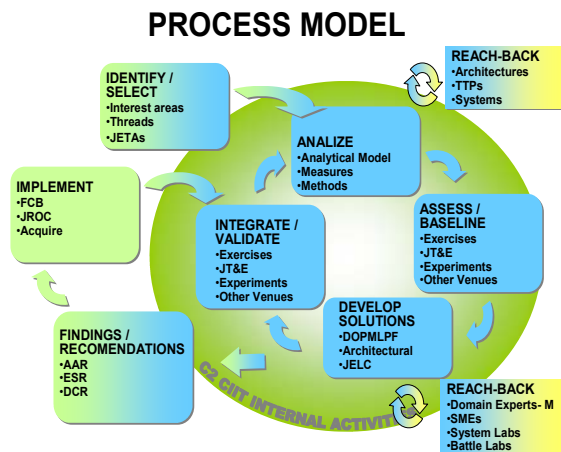 PROCESS MODEL
IDENTIFY /
SELECT
•Interest areas
•Threads
•JETAs
REACH-BACK
•Architectures
•TTPs
•Systems
ANALIZE
•Analytical Model
•Measures
•Methods
IMPLEMENT
•FCB
•JROC
•Acquire
INTEGRATE /
VALIDATE
•Exercises
•JT&E
•Experiments
•Other Venues
ASSESS /
BASELINE
•Exercises
•JT&E
•Experiments
•Other Venues
DEVELOP
SOLUTIONS
•DOPMLPF
•Architectural
•JELC
FINDINGS /
RECOMENDATIONS
•AAR
•ESR
•DCR
C2 CIIT INTERNAL ACTIVITIES
REACH-BACK
•Domain Experts- M
•SMEs
•System Labs
•Battle Labs